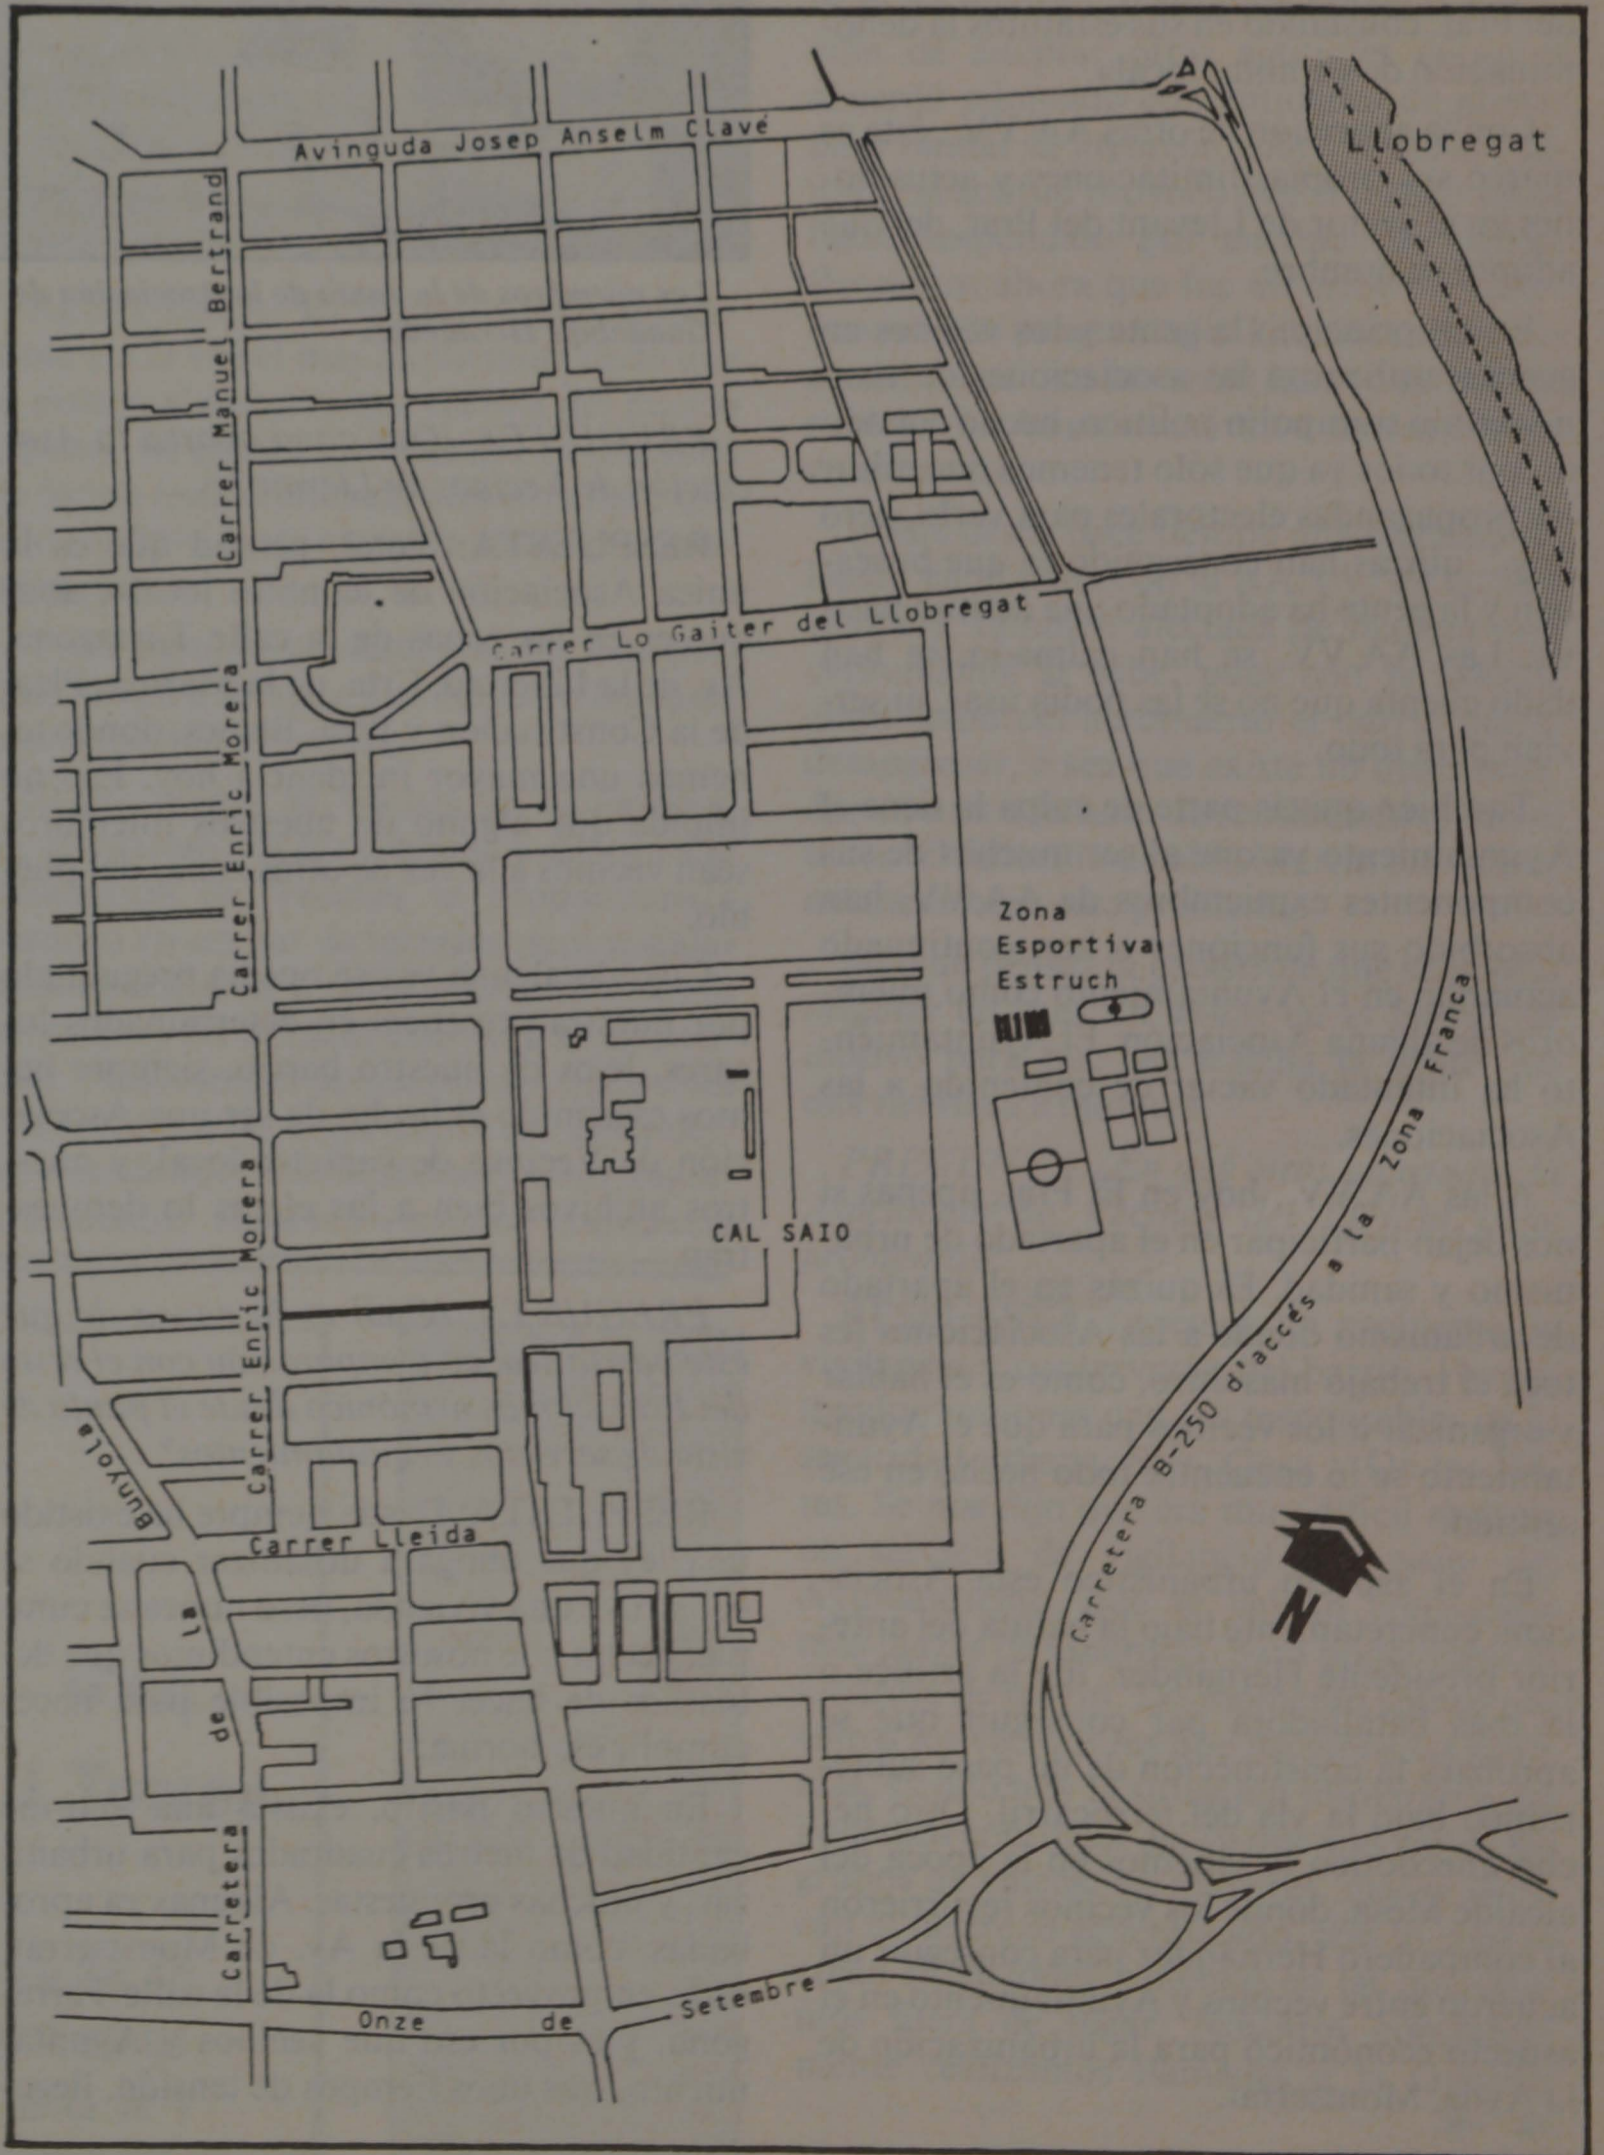 Avinguda Josep Anselm Clavé
Llobregat
Carrer Manuel Bertrand
Carrer Lo Gaiter del Llobregat
Carrer Enric Morera
Zona
Esportiva
Estruch
CAL SAIO
Carrer Enric Morera
Carretera B-250 d'accés a la Zona Franca
Carrer Lleida
Carretera de la Bunyola
N
Onze de Setembre